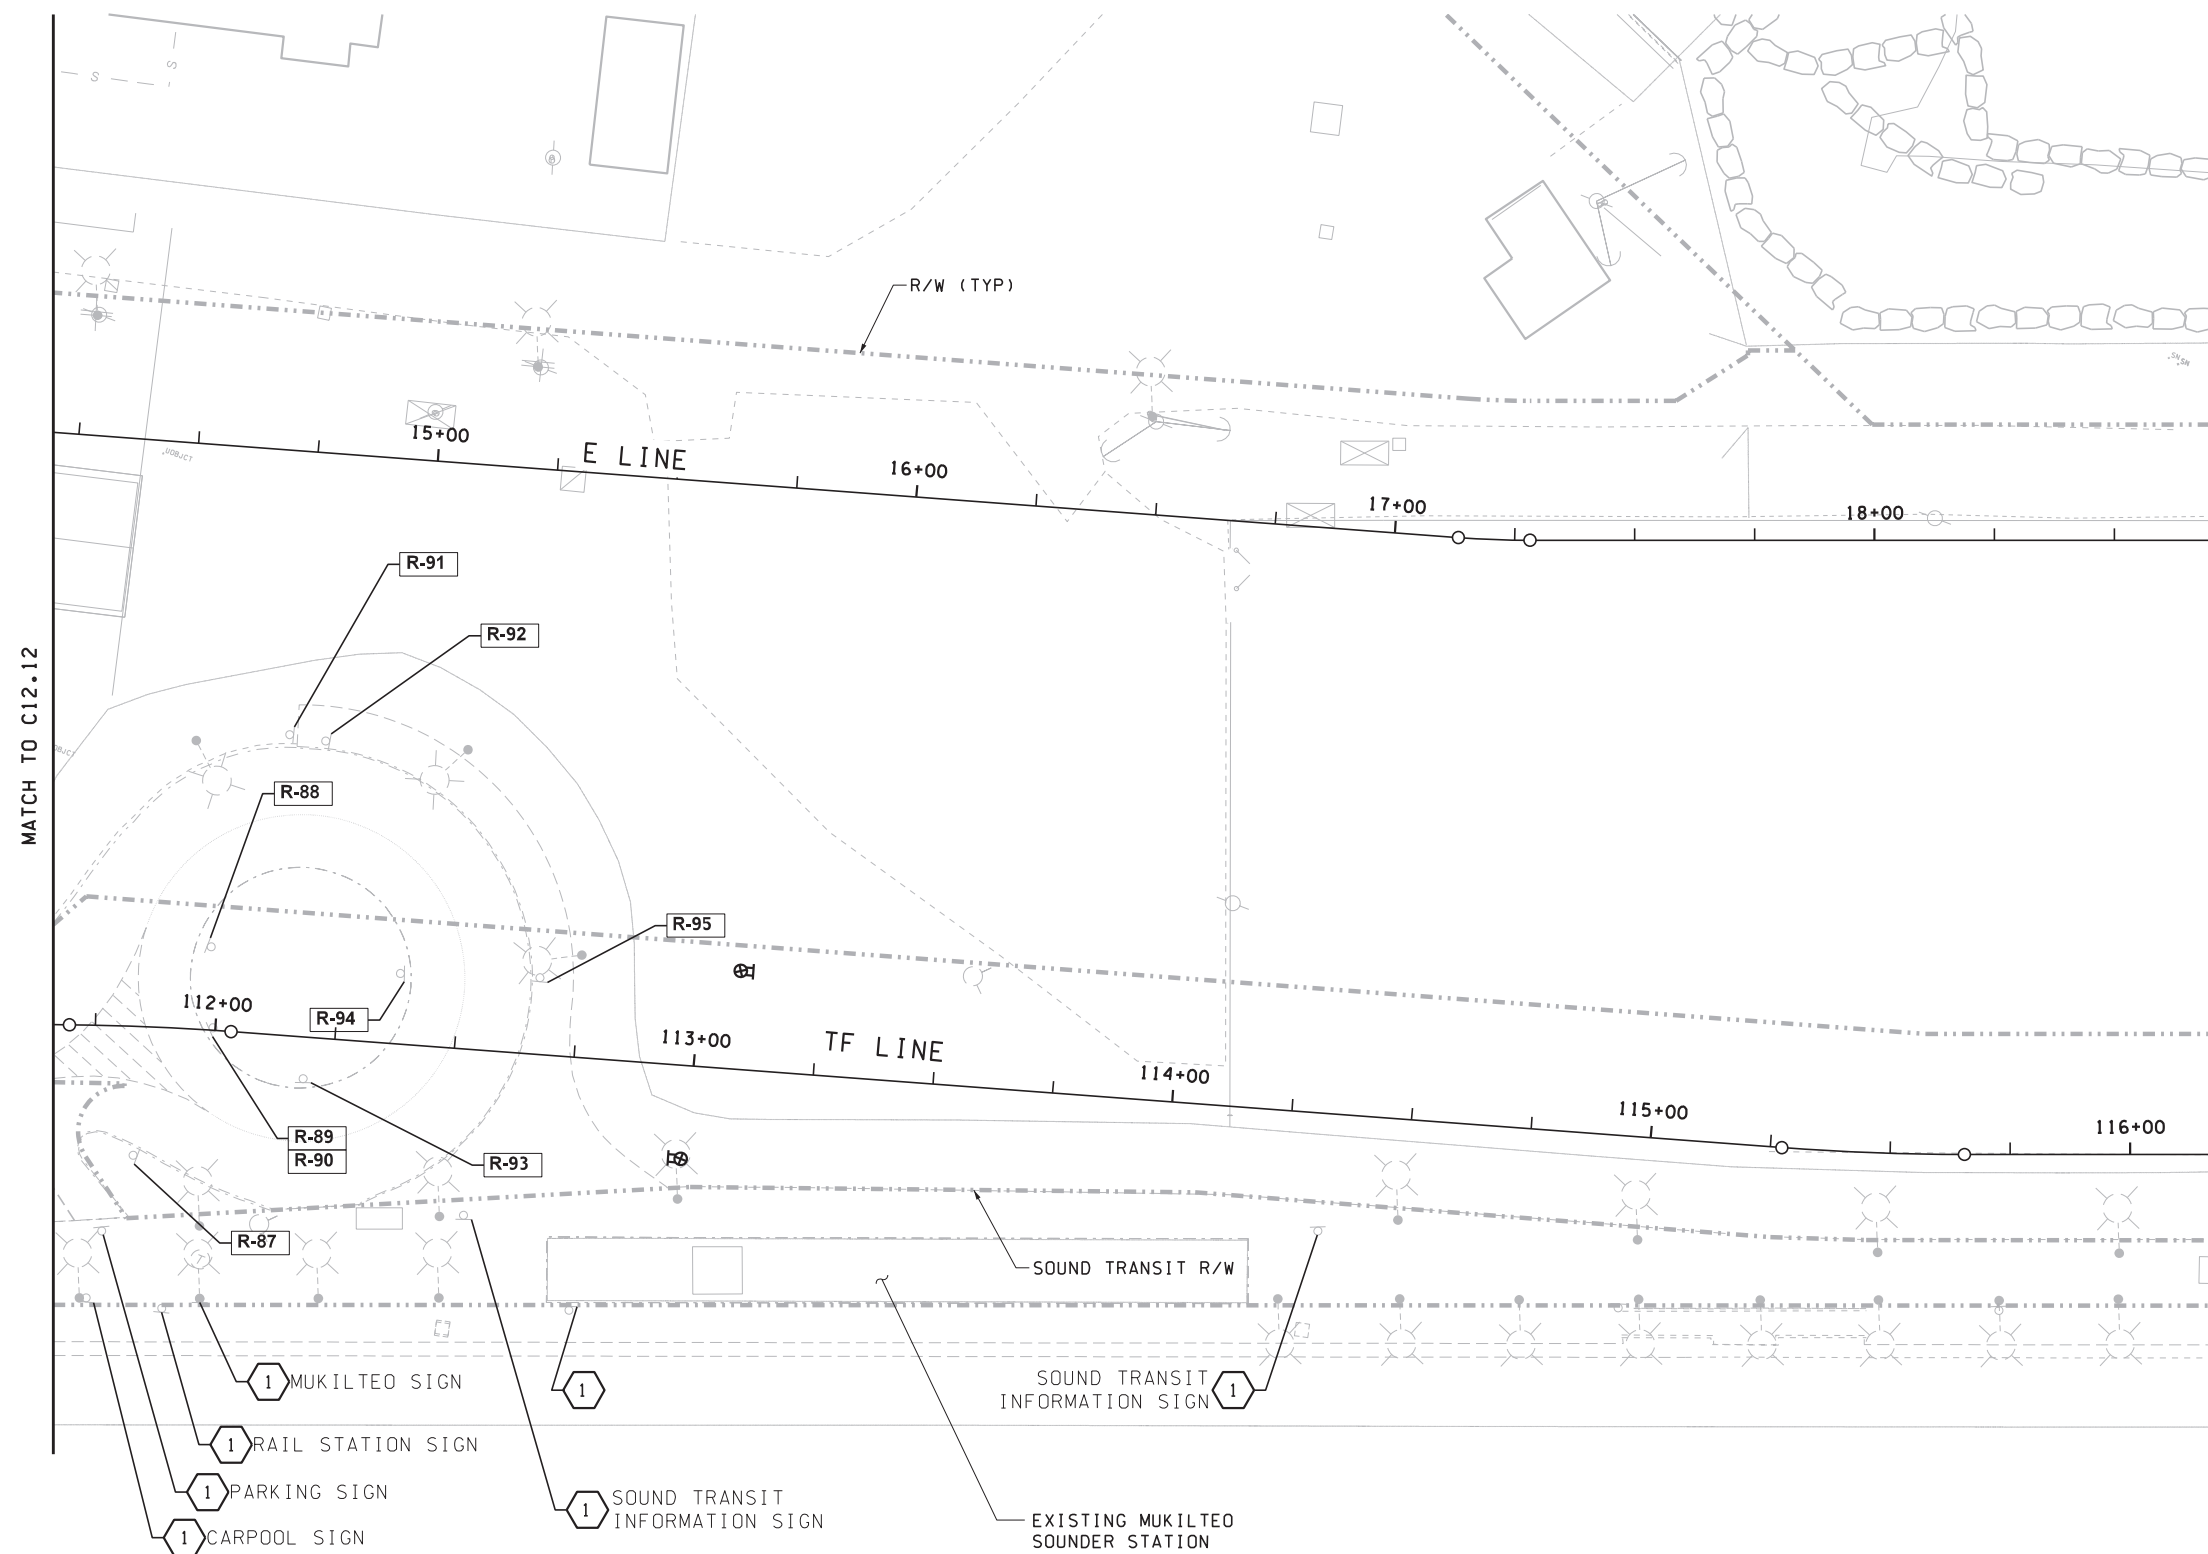 S
S
R/W (TYP)
15+00
E LINE
16+00
17+00
18+00
UOBJCT
R-91
R-92
MATCH TO C12.12
R-88
R-95
112+00
R-94
113+00
TF LINE
114+00
115+00
116+00
R-89
R-90
R-93
R-87
SOUND TRANSIT R/W
1 MUKILTEO SIGN
1
SOUND TRANSIT
INFORMATION SIGN 1
1 RAIL STATION SIGN
1 PARKING SIGN
1 SOUND TRANSIT
INFORMATION SIGN
EXISTING MUKILTEO
SOUNDER STATION
1 CARPOOL SIGN